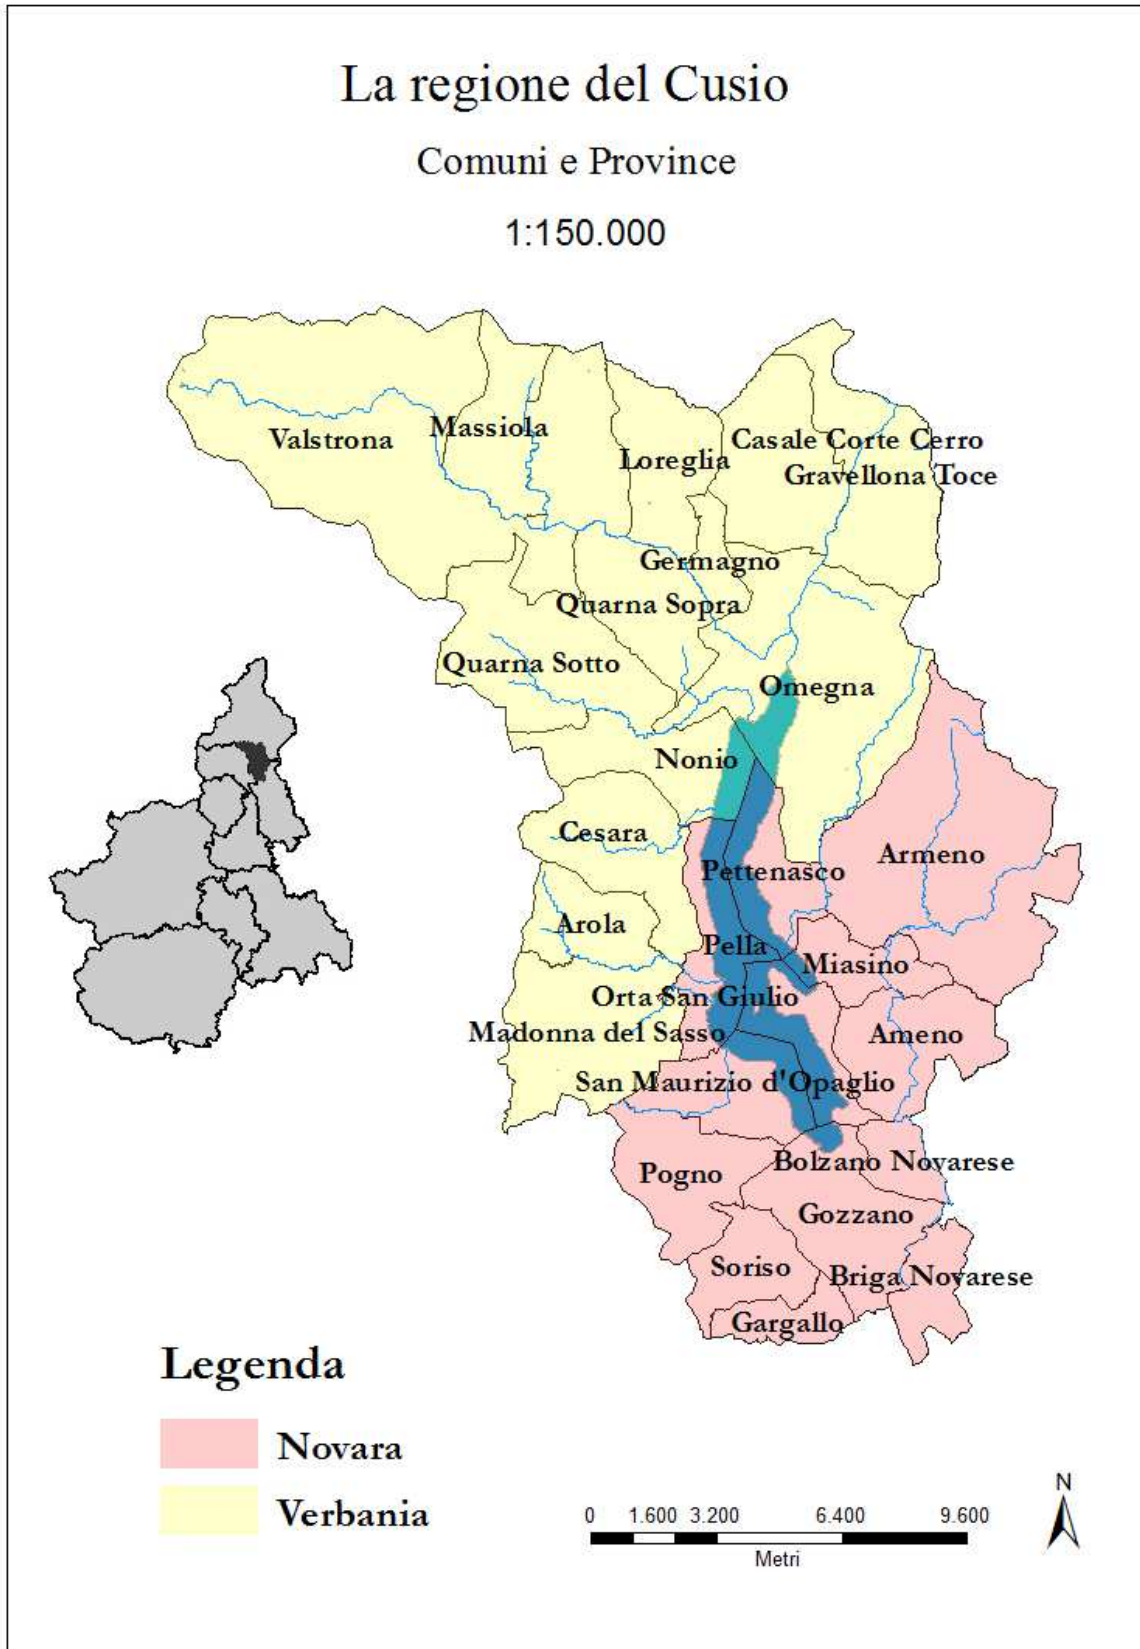 La regione del Cusio
Comuni e Province
1:150.000
Valstrona
Massiola
Loreglia
Casale Corte Cerro
Gravellona Toce
Germagno
Quarna Sopra
Quarna Sotto
Omegna
Nonio
Cesara
Armeno
Pettenasco
Arola
Pella
Miasino
Orta San Giulio
Madonna del Sasso
Ameno
San Maurizio d'Opaglio
Bolzano Novarese
Pogno
Gozzano
Soriso
Briga Novarese
Gargallo
Legenda
Novara
Verbania
0 1.600 3.200 6.400 9.600
Metri
N